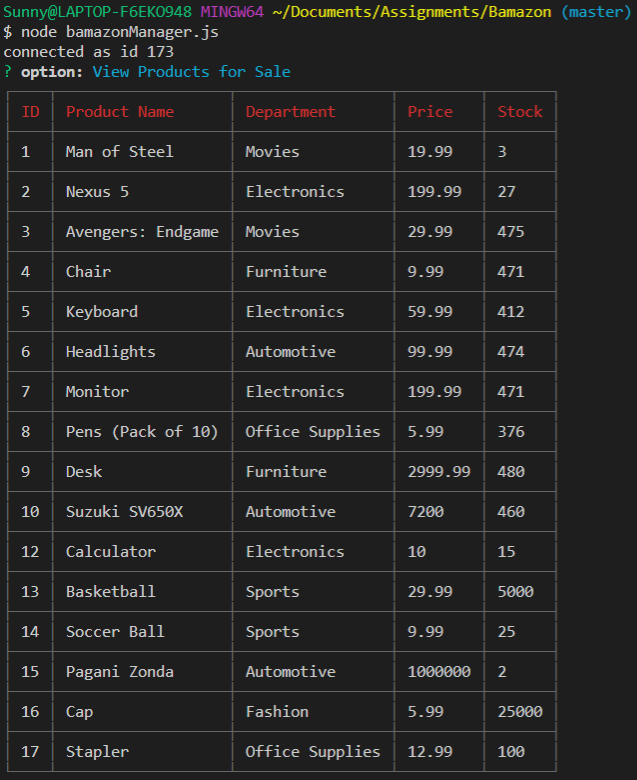 Sunny@LAPTOP-F6EKO948 MINGW64 ~/Documents/Assignments/Bamazon (master)
$ node bamazonManager.js
connected as id 173
? option: View Products for Sale
ID Product Name Department Price Stock
1 Man of Steel Movies 19.99 3
2 Nexus 5 Electronics 199.99 27
3 Avengers: Endgame Movies 29.99 475
4 Chair Furniture 9.99 471
5 Keyboard Electronics 59.99 412
6 Headlights Automotive 99.99 474
7 Monitor Electronics 199.99 471
8 Pens (Pack of 10) Office Supplies 5.99 376
9 Desk Furniture 2999.99 480
10 Suzuki SV650X Automotive 7200 460
12 Calculator Electronics 10 15
13 Basketball Sports 29.99 5000
14 Soccer Ball Sports 9.99 25
15 Pagani Zonda Automotive 1000000 2
16 Cap Fashion 5.99 25000
17 Stapler Office Supplies 12.99 100